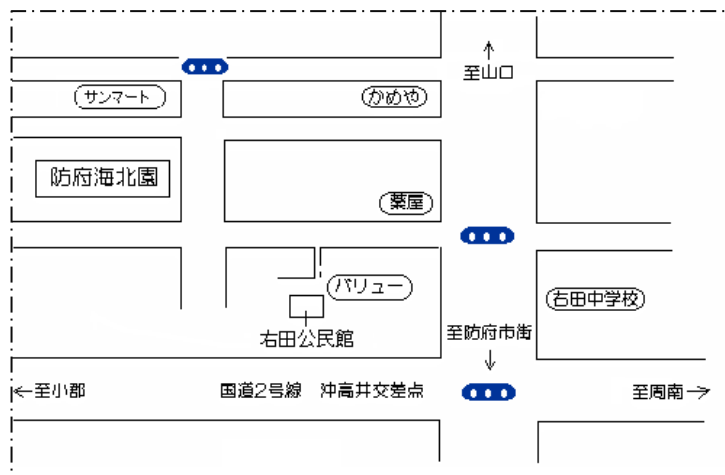 至山口
サンマート
かめや
防府海北園
薬屋
バリュー
右田中学校
右田公民館
至防府市街
←至小郡
国道2号線 沖高井交差点
至周南→